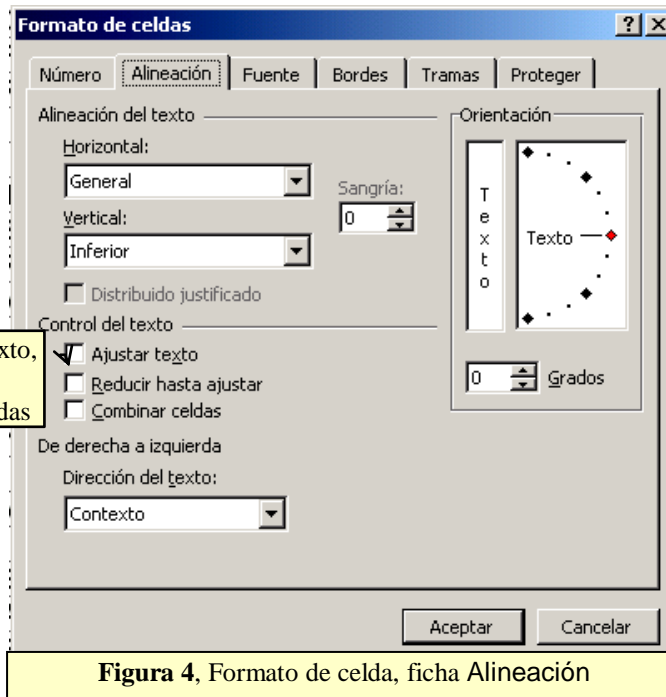 Formato de celdas
Número Alineación Fuente Bordes Tramas Proteger
Alineación del texto
Horizontal:
General
Sangría:
0
Vertical:
Inferior
Distribuido justificado
Orientación
Texto
Texto
0 Grados
Control del texto
Ajustar texto
Reducir hasta ajustar
Combinar celdas
De derecha a izquierda
Dirección del texto:
Contexto
Aceptar Cancelar
Figura 4, Formato de celda, ficha Alineación